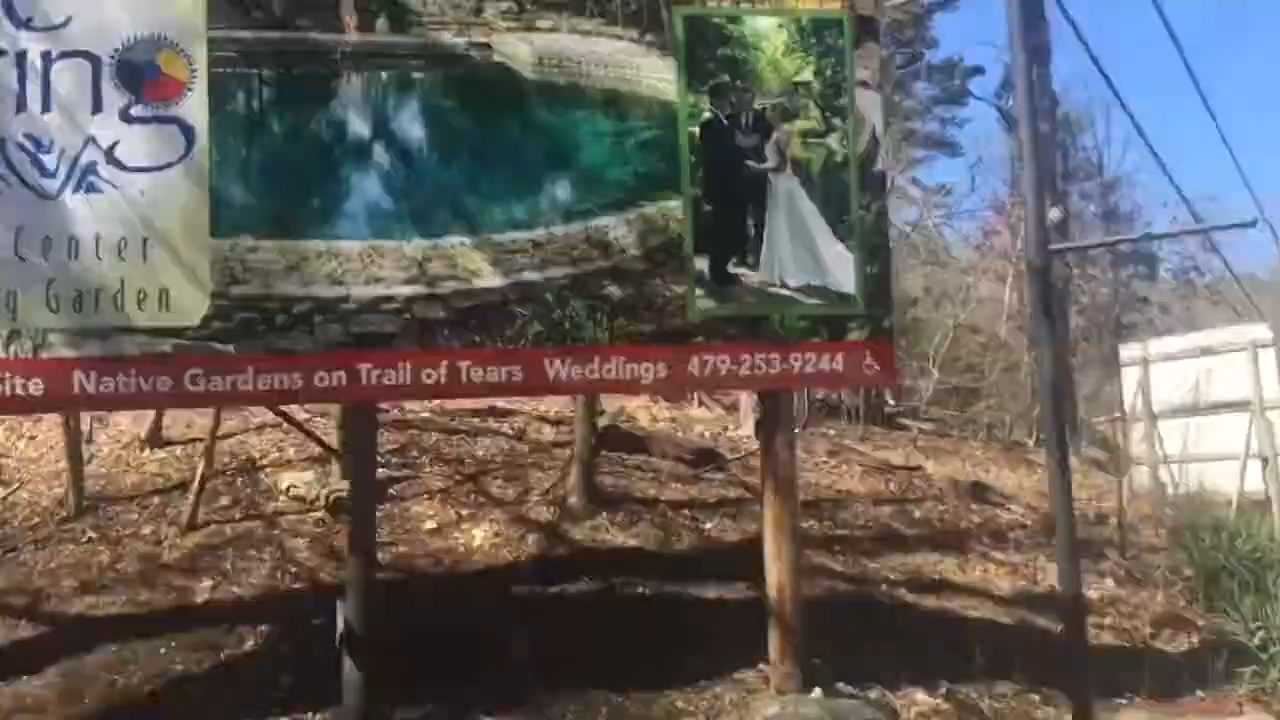 ing
Center
g Garden
Site Native Gardens on Trail of Tears Weddings 479-253-9244